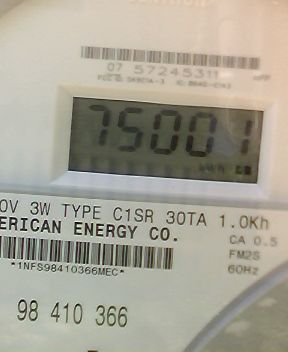 07 57245311
75001
0V 3W TYPE C1SR 30TA 1.0Kh
ERICAN ENERGY CO.
CA 0.5
FM2S
*1NFS98410366MEC*
60Hz
98 410 366